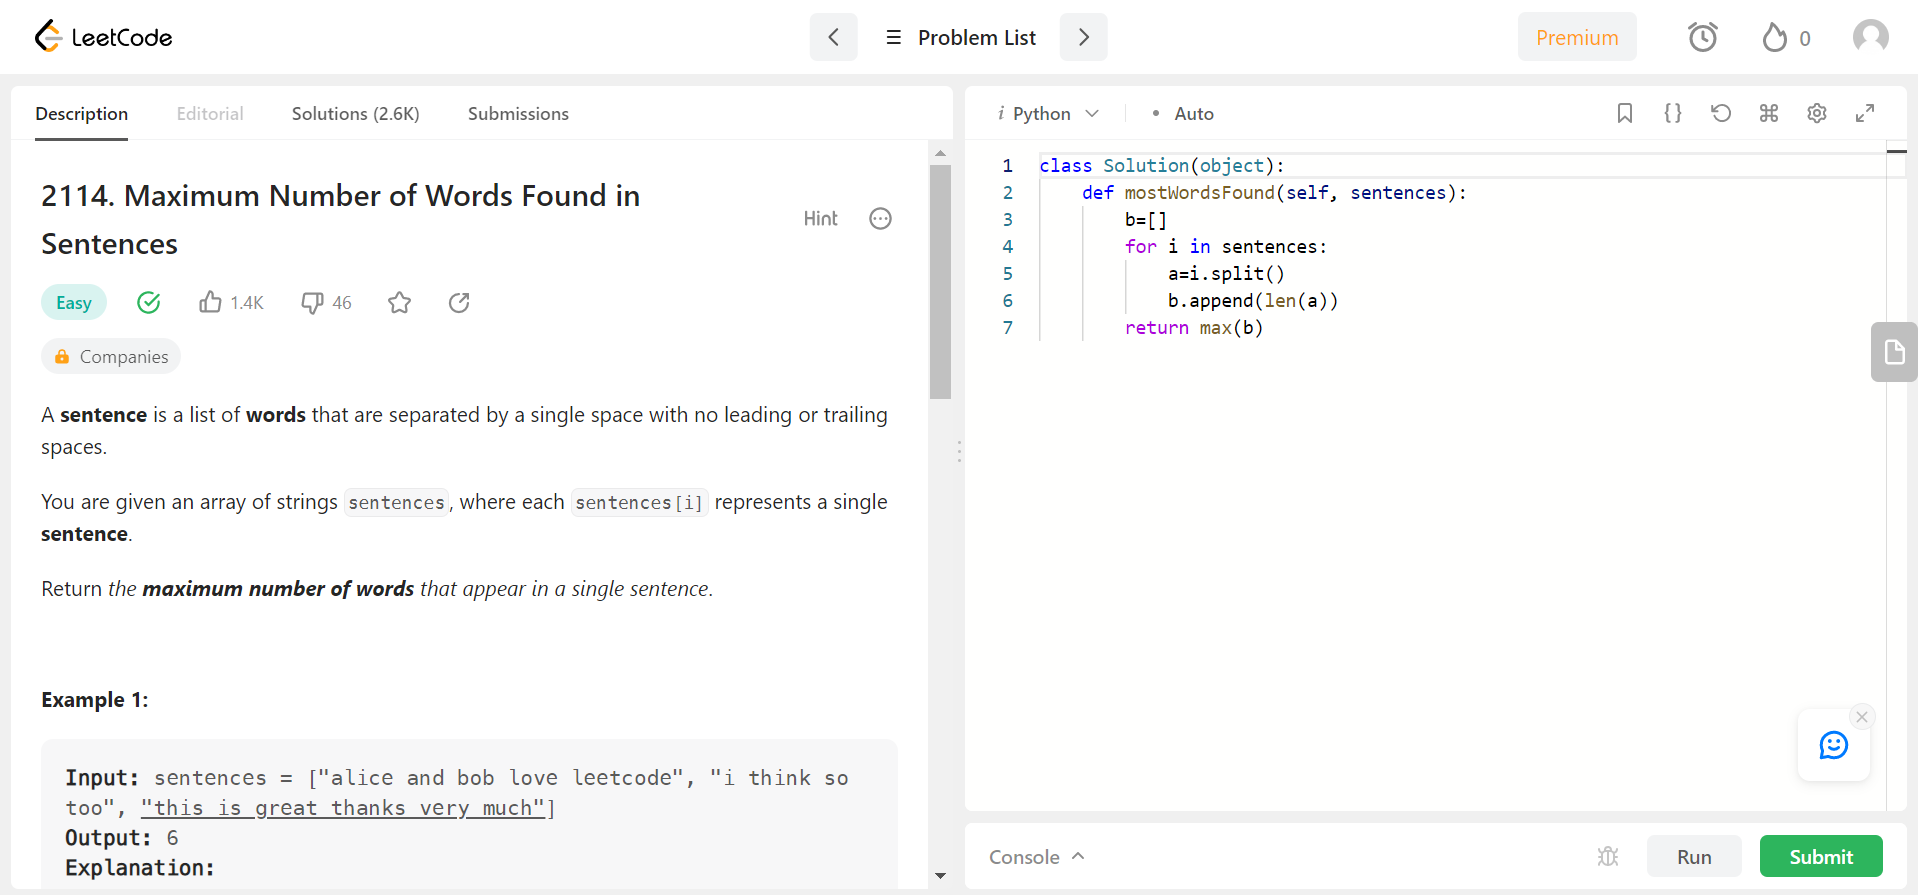 LeetCode
Problem List
Premium
0
Description
Editorial
Solutions (2.6K)
Submissions
2114. Maximum Number of Words Found in
Sentences
Hint
Easy
1.4K
46
Companies
A sentence is a list of words that are separated by a single space with no leading or trailing
spaces.
You are given an array of strings sentences, where each sentences[i] represents a single
sentence.
Return the maximum number of words that appear in a single sentence.
Example 1:
Input: sentences = ["alice and bob love leetcode", "i think so
too", "this is great thanks very much"]
Output: 6
Explanation:
i Python
• Auto
1 class Solution(object):
2     def mostWordsFound(self, sentences):
3         b=[]
4         for i in sentences:
5             a=i.split()
6             b.append(len(a))
7         return max(b)
Console
Run
Submit